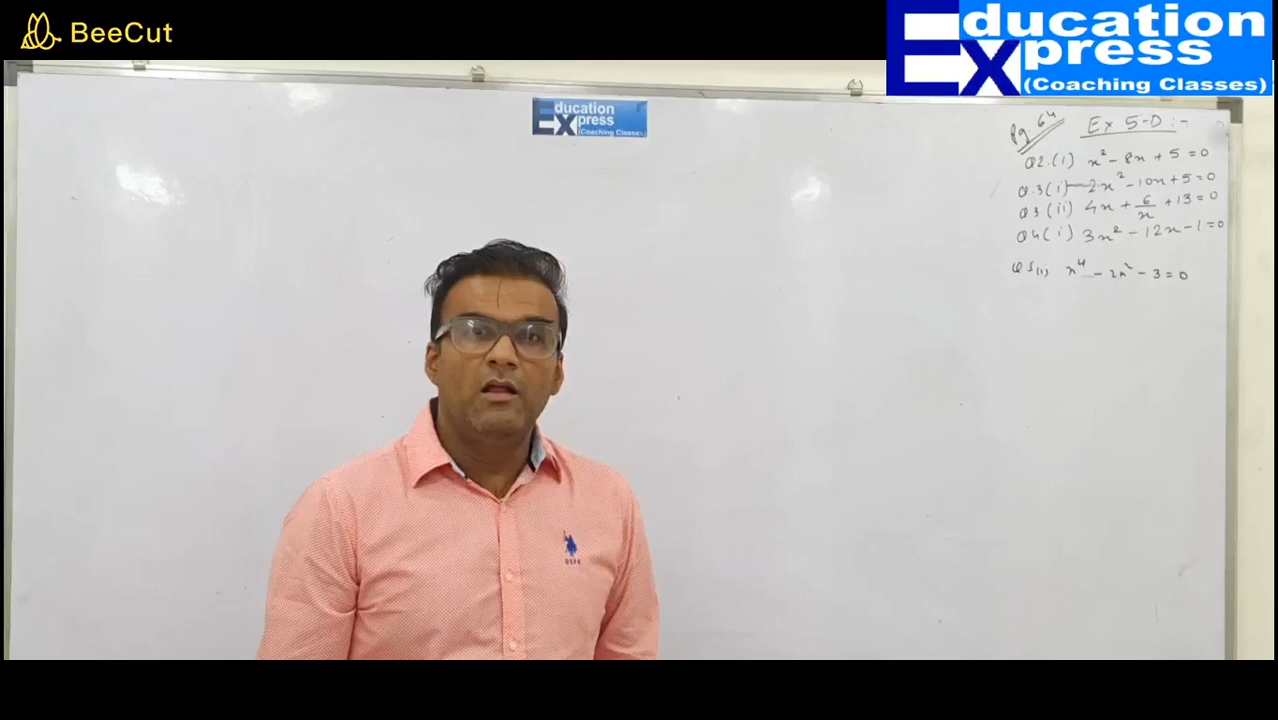 BeeCut
Education
Express
(Coaching Classes)
Education
Express
(Coaching Classes)
Pg. 64
Ex 5-D :-
Q2.(i) x² - 8x + 5 = 0
Q.3(i) 2x² - 10x + 5 = 0
Q3(ii) 4x + 6/x + 13 = 0
Q4(i) 3x² - 12x - 1 = 0
Q5(i) x⁴ - 2x² - 3 = 0
USPA